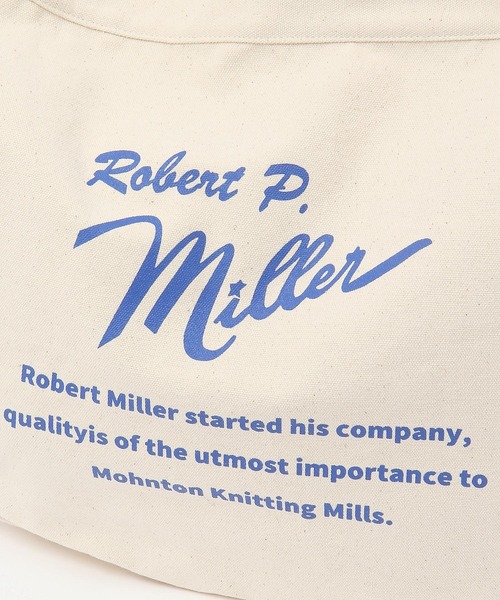 Robert P.
Miller
Robert Miller started his company,
qualityis of the utmost importance to
Mohnton Knitting Mills.